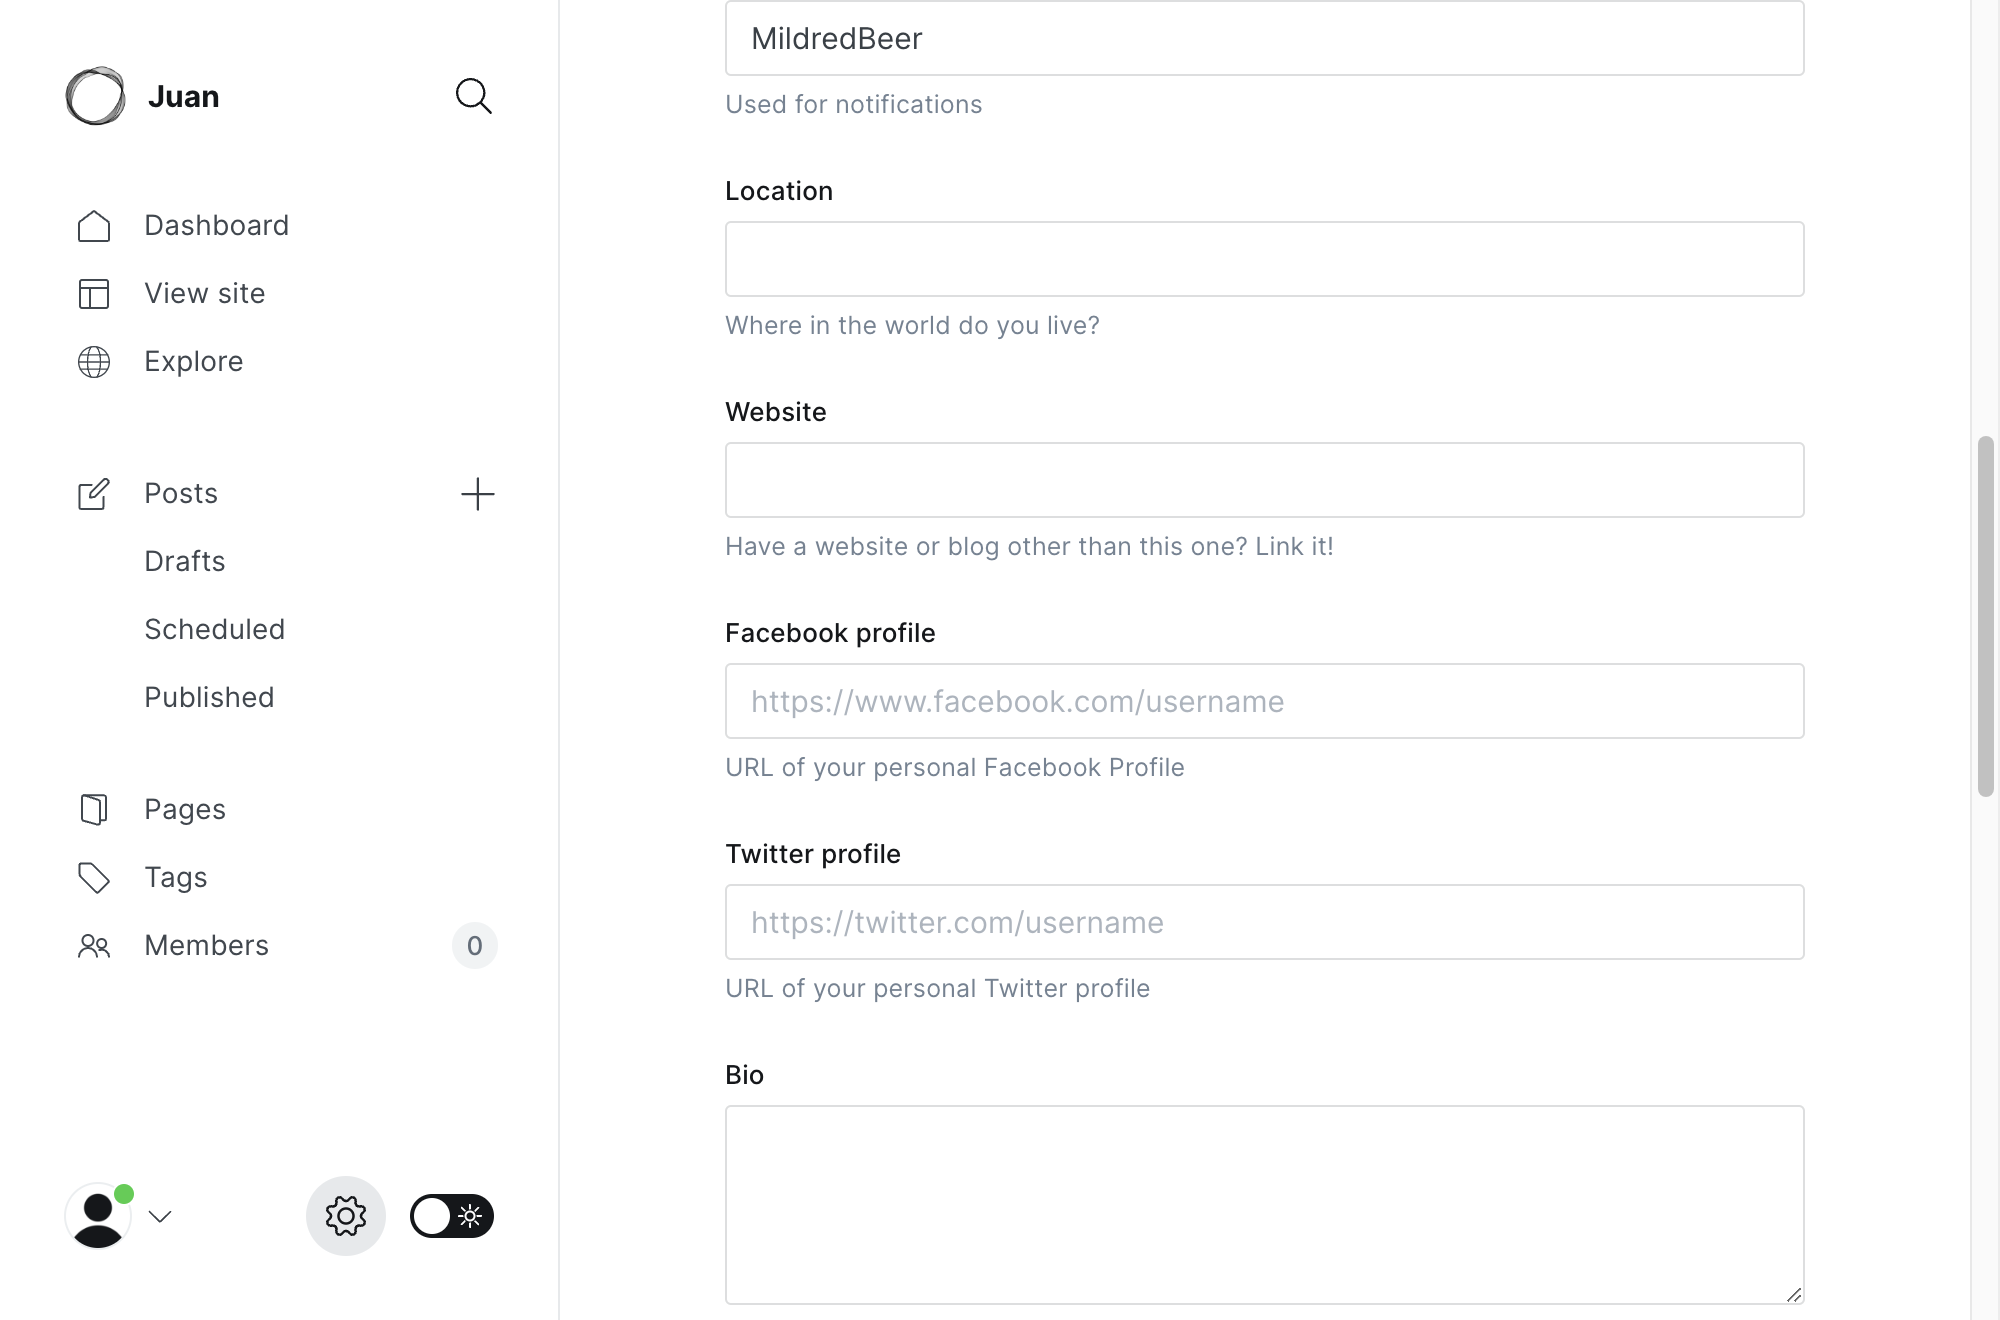 Juan
Dashboard
View site
Explore
Posts
Drafts
Scheduled
Published
Pages
Tags
Members
0
MildredBeer
Used for notifications
Location
Where in the world do you live?
Website
Have a website or blog other than this one? Link it!
Facebook profile
https://www.facebook.com/username
URL of your personal Facebook Profile
Twitter profile
https://twitter.com/username
URL of your personal Twitter profile
Bio